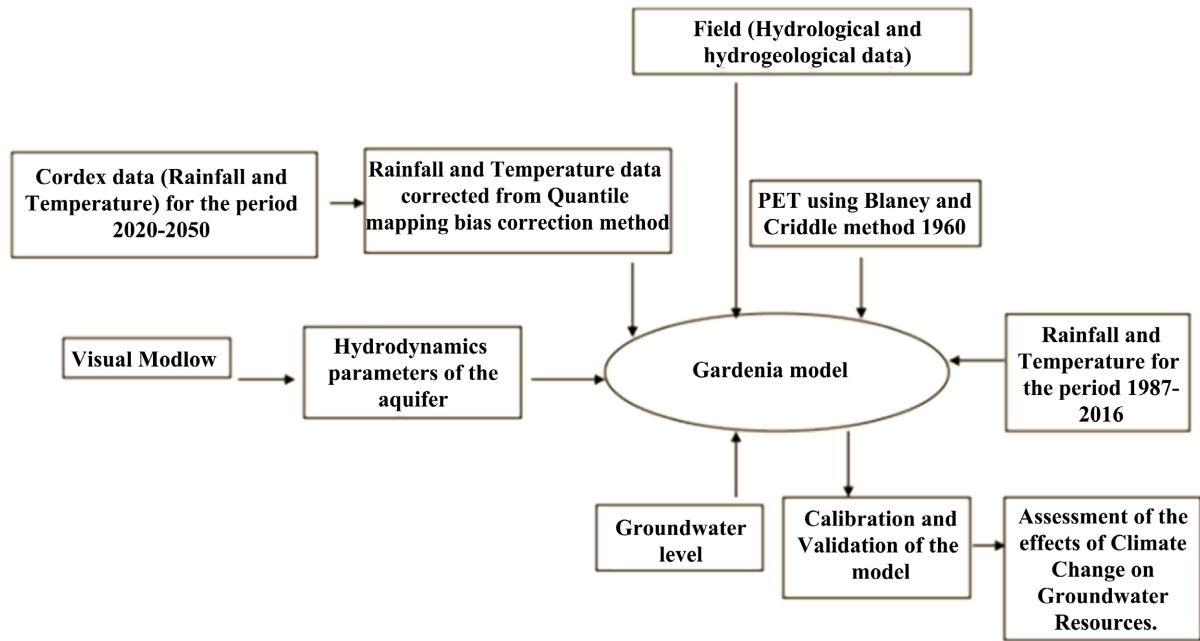 Field (Hydrological and
hydrogeological data)
Cordex data (Rainfall and
Temperature) for the period
2020-2050
Rainfall and Temperature data
corrected from Quantile
mapping bias correction method
PET using Blaney and
Criddle method 1960
Visual Modlow
Hydrodynamics
parameters of the
aquifer
Gardenia model
Rainfall and
Temperature for
the period 1987-
2016
Groundwater
level
Calibration and
Validation of the
model
Assessment of the
effects of Climate
Change on
Groundwater
Resources.